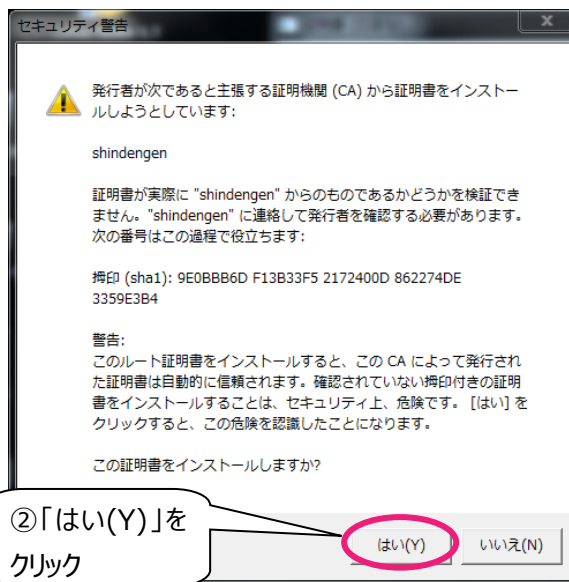 セキュリティ警告
発行者が次であると主張する証明機関 (CA) から証明書をインストー
ルしようとしています:
shindengen
証明書が実際に "shindengen" からのものであるかどうかを検証でき
ません。"shindengen" に連絡して発行者を確認する必要があります。
次の番号はこの過程で役立ちます:
拇印 (sha1): 9E0BBB6D F13B33F5 2172400D 862274DE
3359E3B4
警告:
このルート証明書をインストールすると、この CA によって発行され
た証明書は自動的に信頼されます。確認されていない拇印付きの証明
書をインストールすることは、セキュリティ上、危険です。 [はい] を
クリックすると、この危険を認識したことになります。
この証明書をインストールしますか?
②「はい(Y)」を
クリック
はい(Y)
いいえ(N)